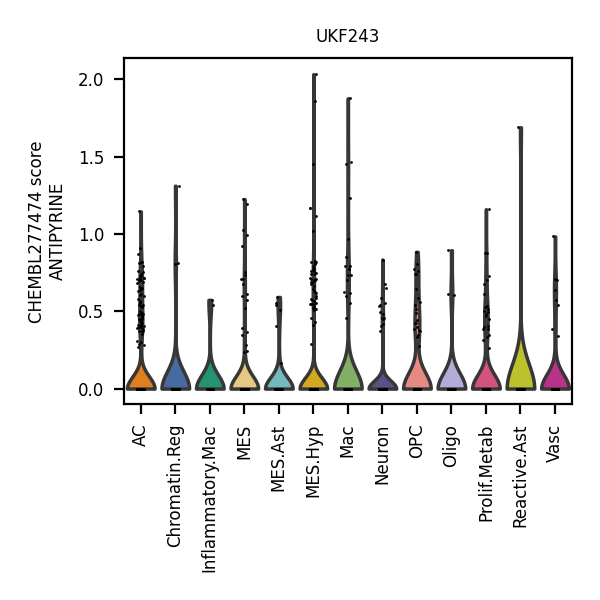 UKF243
CHEMBL277474 score
ANTIPYRINE
2.0
1.5
1.0
0.5
0.0
AC
Chromatin.Reg
Inflammatory.Mac
MES
MES.Ast
MES.Hyp
Mac
Neuron
OPC
Oligo
Prolif.Metab
Reactive.Ast
Vasc